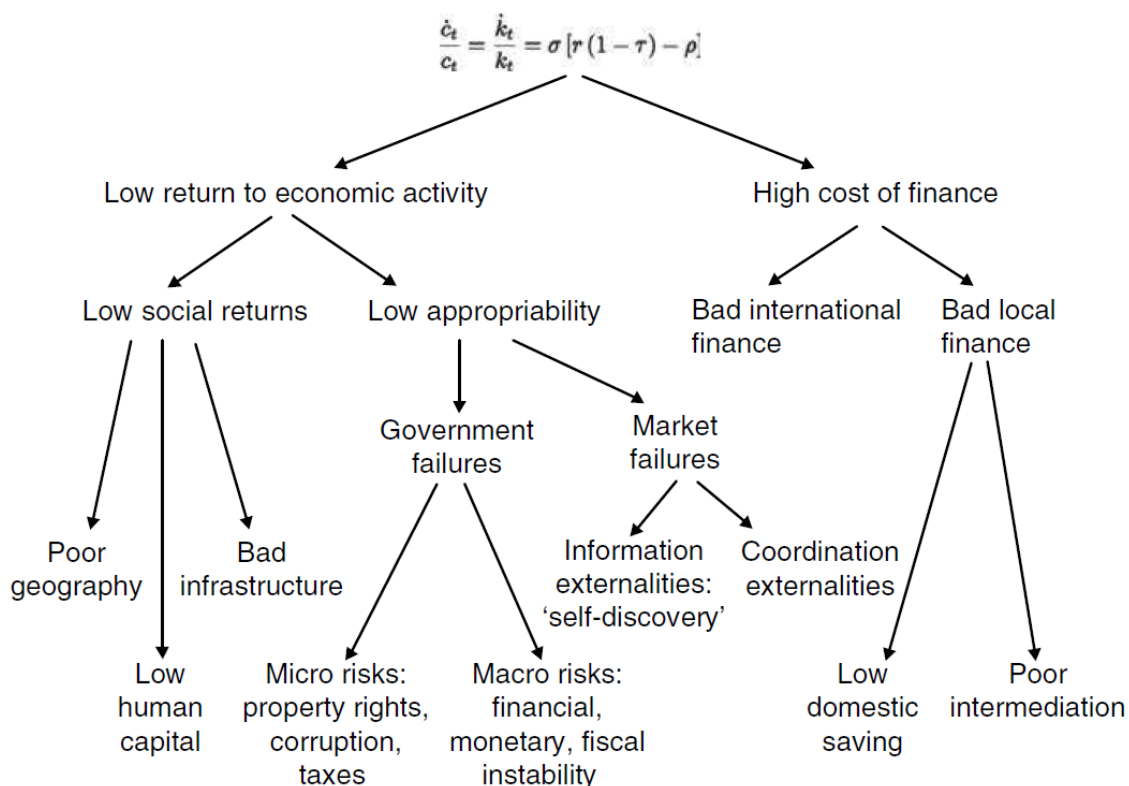 ċₜ/cₜ = k̇ₜ/kₜ = σ [r (1 − τ) − ρ]
Low return to economic activity
High cost of finance
Low social returns
Low appropriability
Bad international
finance
Bad local
finance
Government
failures
Market
failures
Poor
geography
Bad
infrastructure
Information
externalities:
‘self-discovery’
Coordination
externalities
Low
human
capital
Micro risks:
property rights,
corruption,
taxes
Macro risks:
financial,
monetary, fiscal
instability
Low
domestic
saving
Poor
intermediation